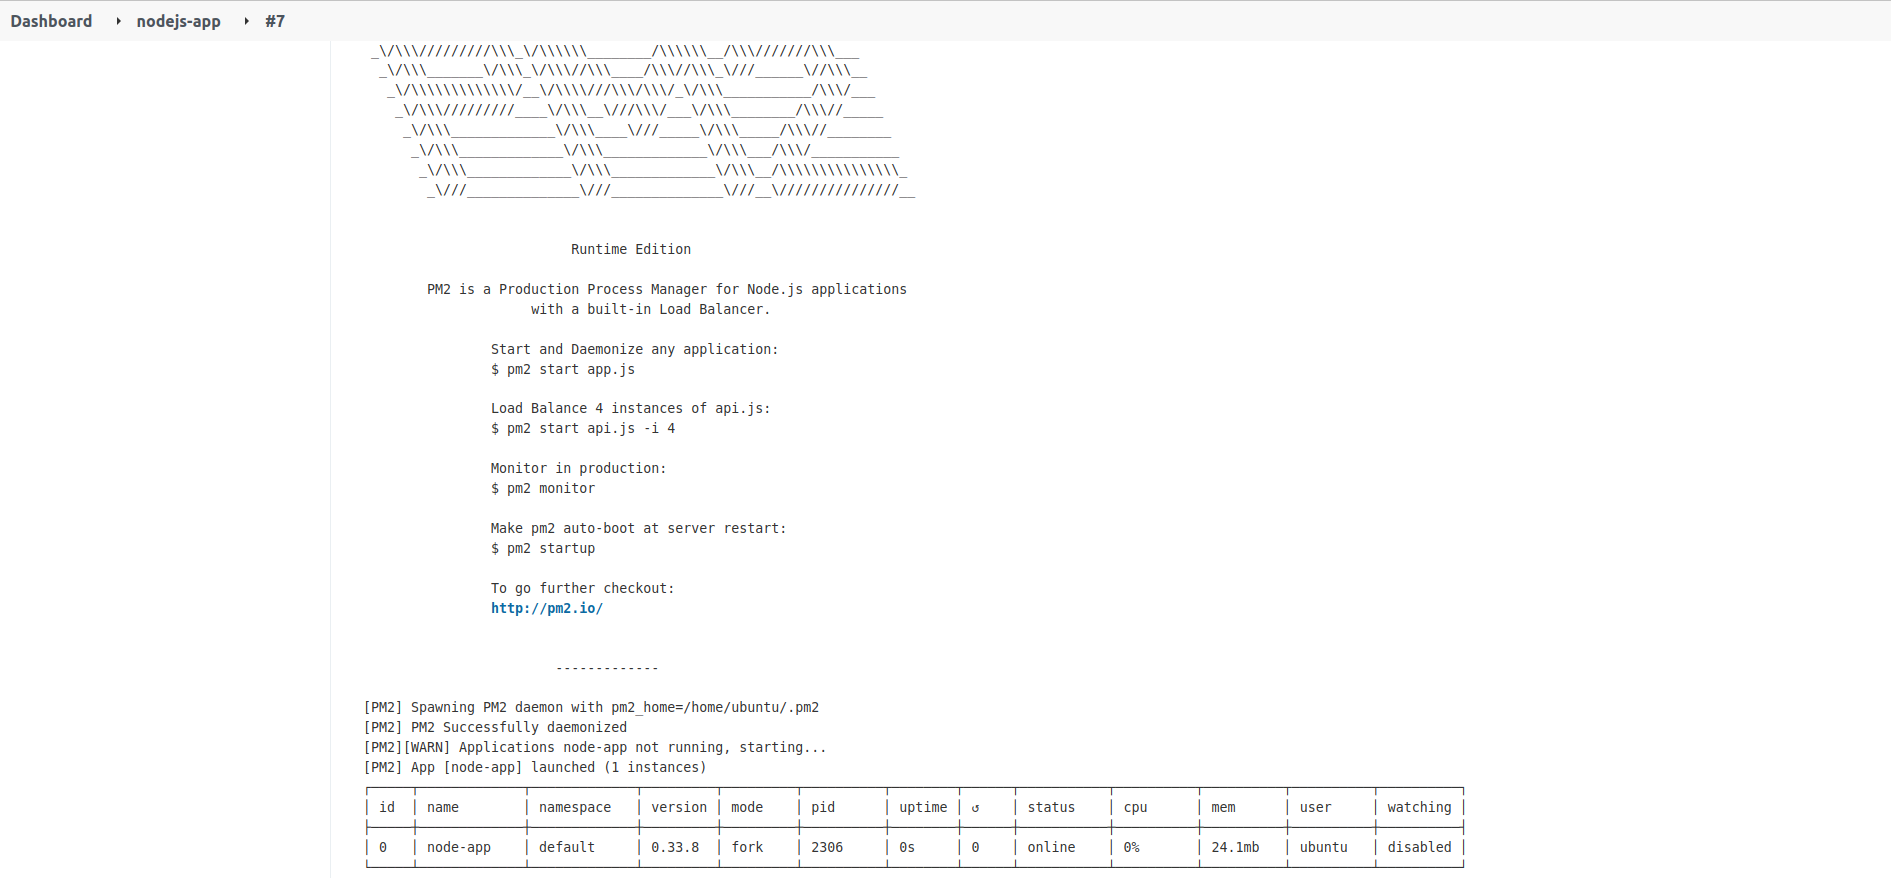 Dashboard ▸ nodejs-app ▸ #7
_\/\\\/////////\\\_\/\\\\\\________/\\\\\\__/\\\///////\\\___
_\/\\\_______\/\\\_\/\\\//\\\____/\\\//\\\_\///______\//\\\__
_\/\\\\\\\\\\\\\/__\/\\\\///\\\/\\\/_\/\\\___________/\\\/___
_\/\\\/////////____\/\\\__\///\\\/___\/\\\________/\\\//_____
_\/\\\_____________\/\\\____\///_____\/\\\_____/\\\//________
_\/\\\_____________\/\\\_____________\/\\\___/\\\/___________
_\/\\\_____________\/\\\_____________\/\\\__/\\\\\\\\\\\\\\\_
_\///______________\///______________\///__\///////////////__
Runtime Edition
PM2 is a Production Process Manager for Node.js applications
with a built-in Load Balancer.
Start and Daemonize any application:
$ pm2 start app.js
Load Balance 4 instances of api.js:
$ pm2 start api.js -i 4
Monitor in production:
$ pm2 monitor
Make pm2 auto-boot at server restart:
$ pm2 startup
To go further checkout:
http://pm2.io/
-------------
[PM2] Spawning PM2 daemon with pm2_home=/home/ubuntu/.pm2
[PM2] PM2 Successfully daemonized
[PM2][WARN] Applications node-app not running, starting...
[PM2] App [node-app] launched (1 instances)
│ id │ name │ namespace │ version │ mode │ pid │ uptime │ ↺ │ status │ cpu │ mem │ user │ watching │
│ 0 │ node-app │ default │ 0.33.8 │ fork │ 2306 │ 0s │ 0 │ online │ 0% │ 24.1mb │ ubuntu │ disabled │